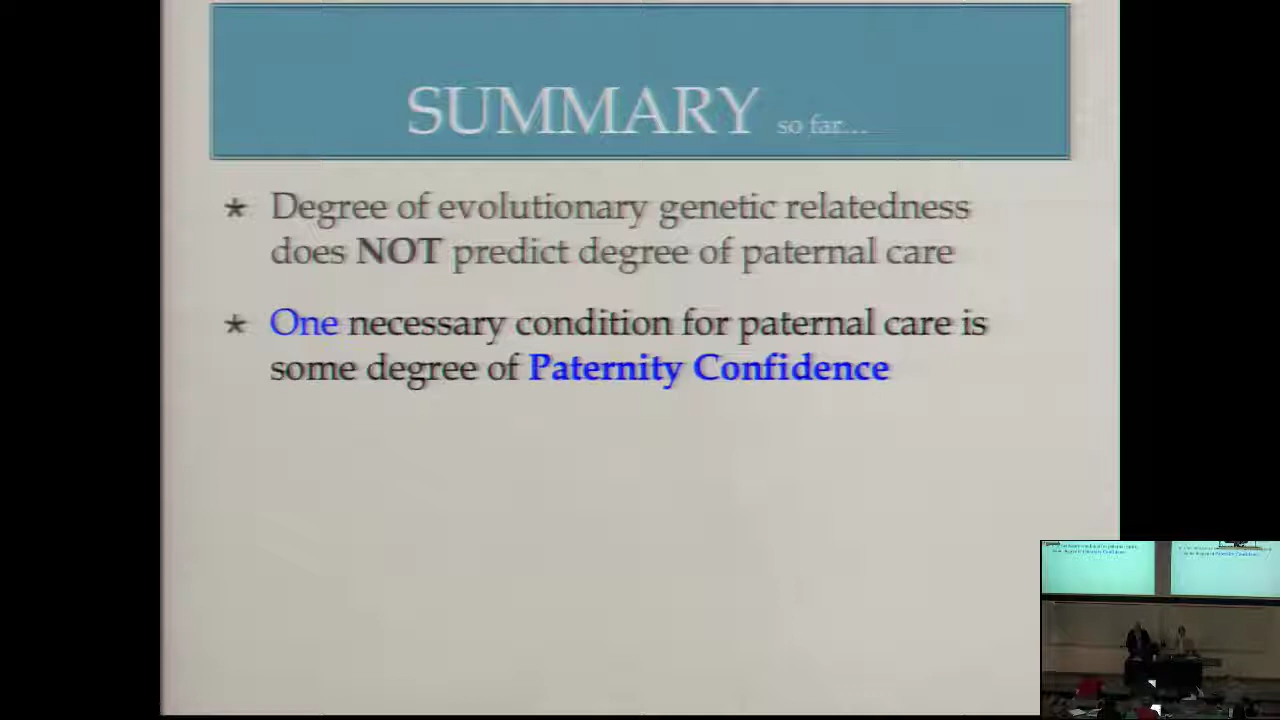 SUMMARY so far...
* Degree of evolutionary genetic relatedness
does NOT predict degree of paternal care
* One necessary condition for paternal care is
some degree of Paternity Confidence